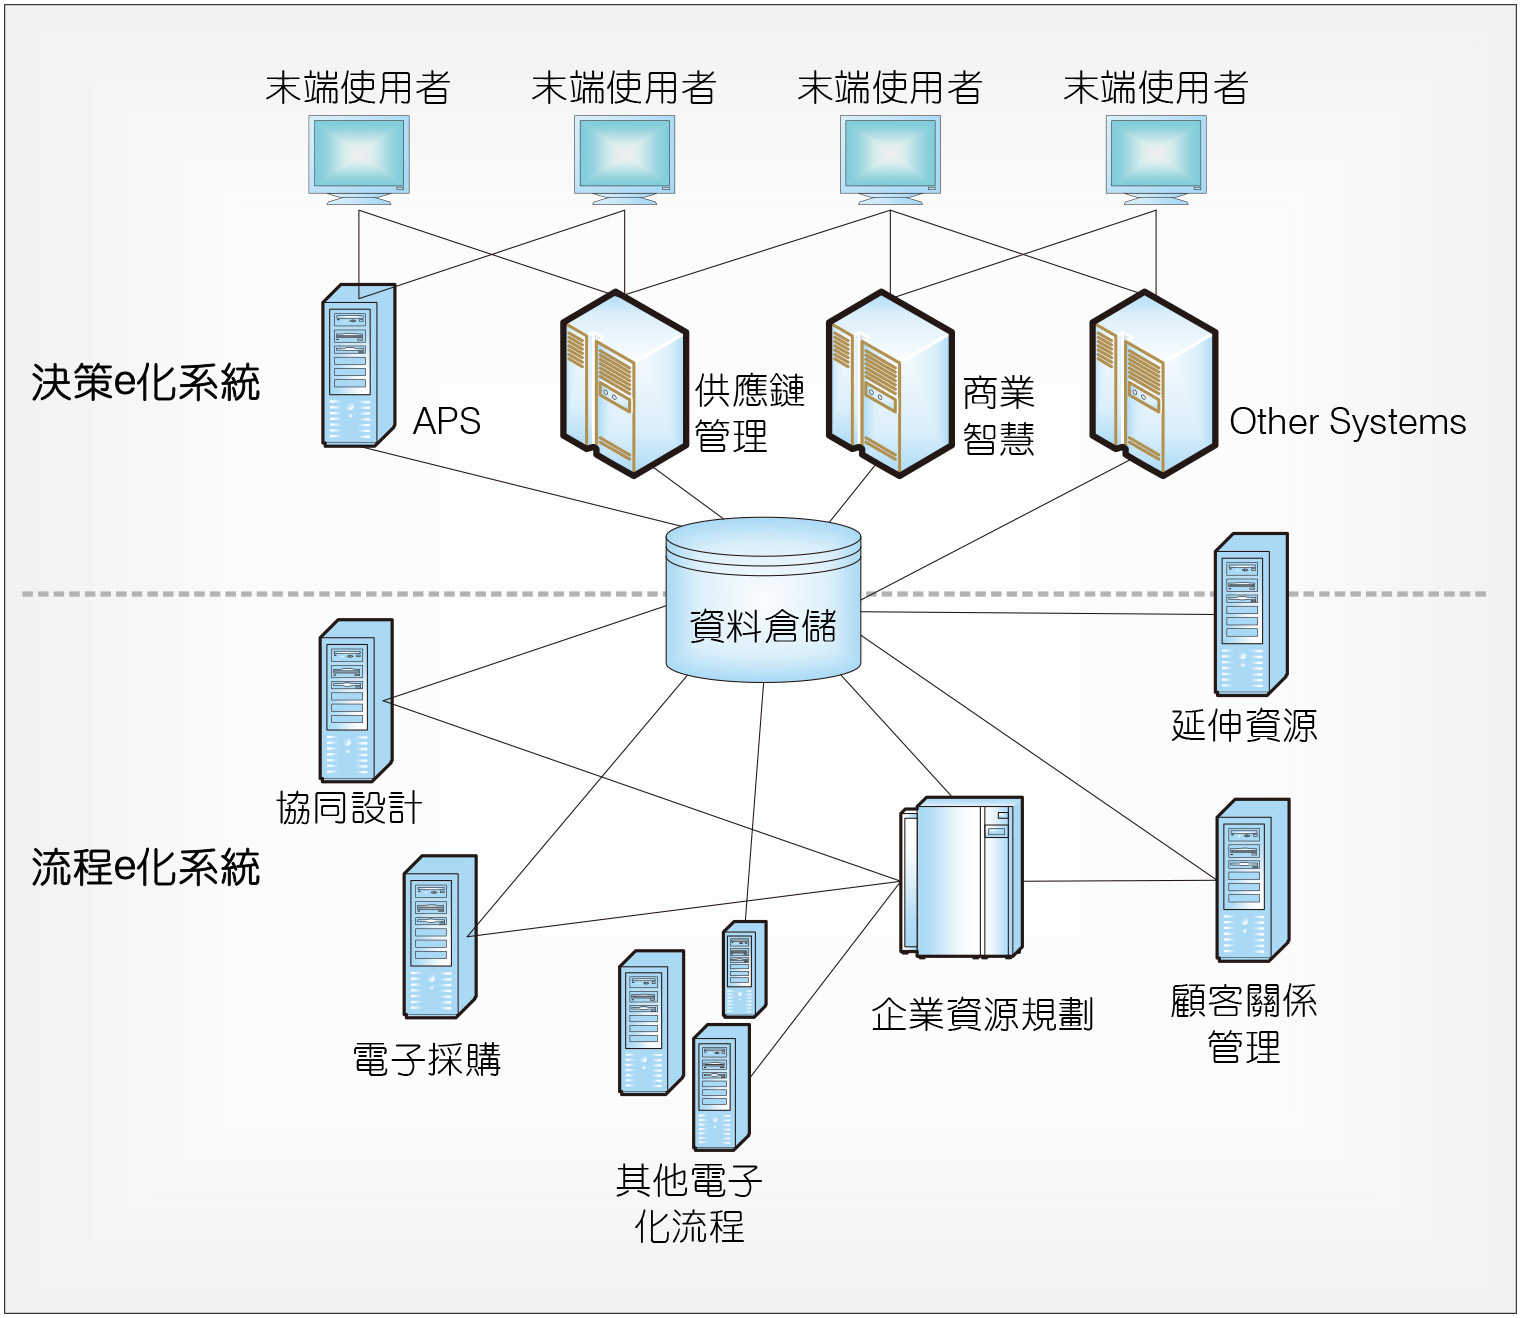 末端使用者
末端使用者
末端使用者
末端使用者
決策e化系統
APS
供應鏈
管理
商業
智慧
Other Systems
資料倉儲
延伸資源
協同設計
流程e化系統
電子採購
企業資源規劃
顧客關係
管理
其他電子
化流程